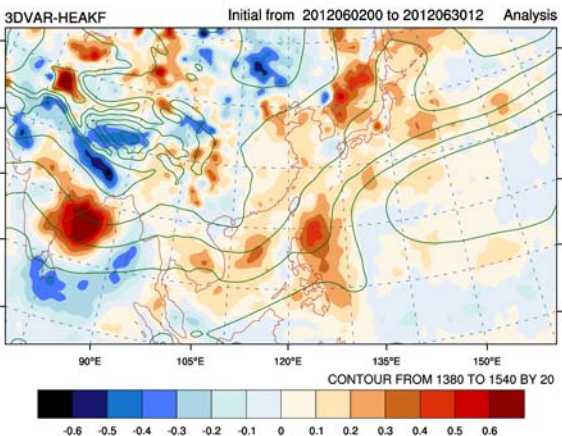 3DVAR-HEAKF Initial from 2012060200 to 2012063012 Analysis
90°E 105°E 120°E 135°E 150°E
CONTOUR FROM 1380 TO 1540 BY 20
-0.6 -0.5 -0.4 -0.3 -0.2 -0.1 0 0.1 0.2 0.3 0.4 0.5 0.6